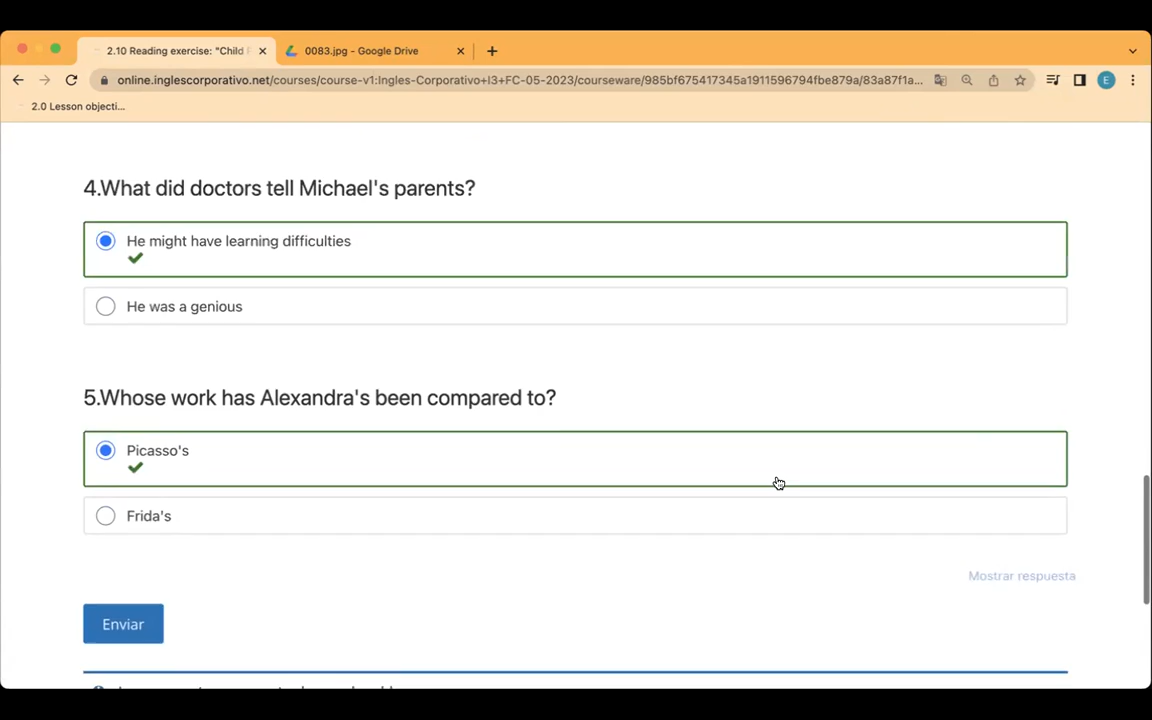 2.10 Reading exercise: "Child
0083.jpg - Google Drive
online.inglescorporativo.net/courses/course-v1:Ingles-Corporativo+I3+FC-05-2023/courseware/985bf675417345a1911596794fbe879a/83a87f1a...
E
2.0 Lesson objecti...
4.What did doctors tell Michael's parents?
He might have learning difficulties
He was a genious
5.Whose work has Alexandra's been compared to?
Picasso's
Frida's
Mostrar respuesta
Enviar